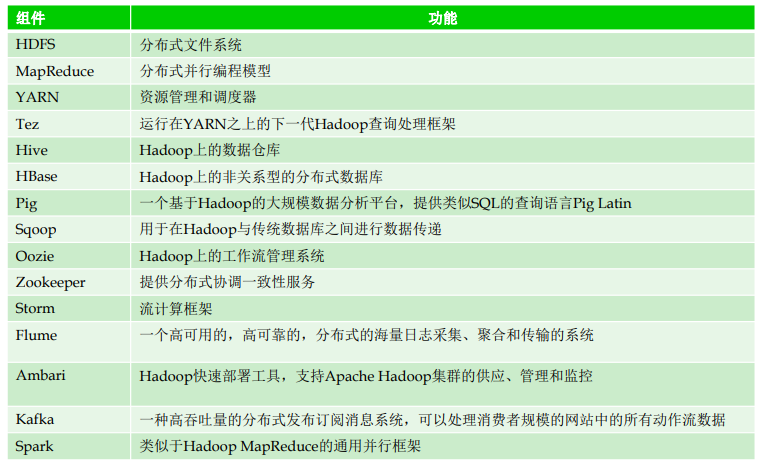 组件 功能
HDFS 分布式文件系统
MapReduce 分布式并行编程模型
YARN 资源管理和调度器
Tez 运行在YARN之上的下一代Hadoop查询处理框架
Hive Hadoop上的数据仓库
HBase Hadoop上的非关系型的分布式数据库
Pig 一个基于Hadoop的大规模数据分析平台，提供类似SQL的查询语言Pig Latin
Sqoop 用于在Hadoop与传统数据库之间进行数据传递
Oozie Hadoop上的工作流管理系统
Zookeeper 提供分布式协调一致性服务
Storm 流计算框架
Flume 一个高可用的，高可靠的，分布式的海量日志采集、聚合和传输的系统
Ambari Hadoop快速部署工具，支持Apache Hadoop集群的供应、管理和监控
Kafka 一种高吞吐量的分布式发布订阅消息系统，可以处理消费者规模的网站中的所有动作流数据
Spark 类似于Hadoop MapReduce的通用并行框架